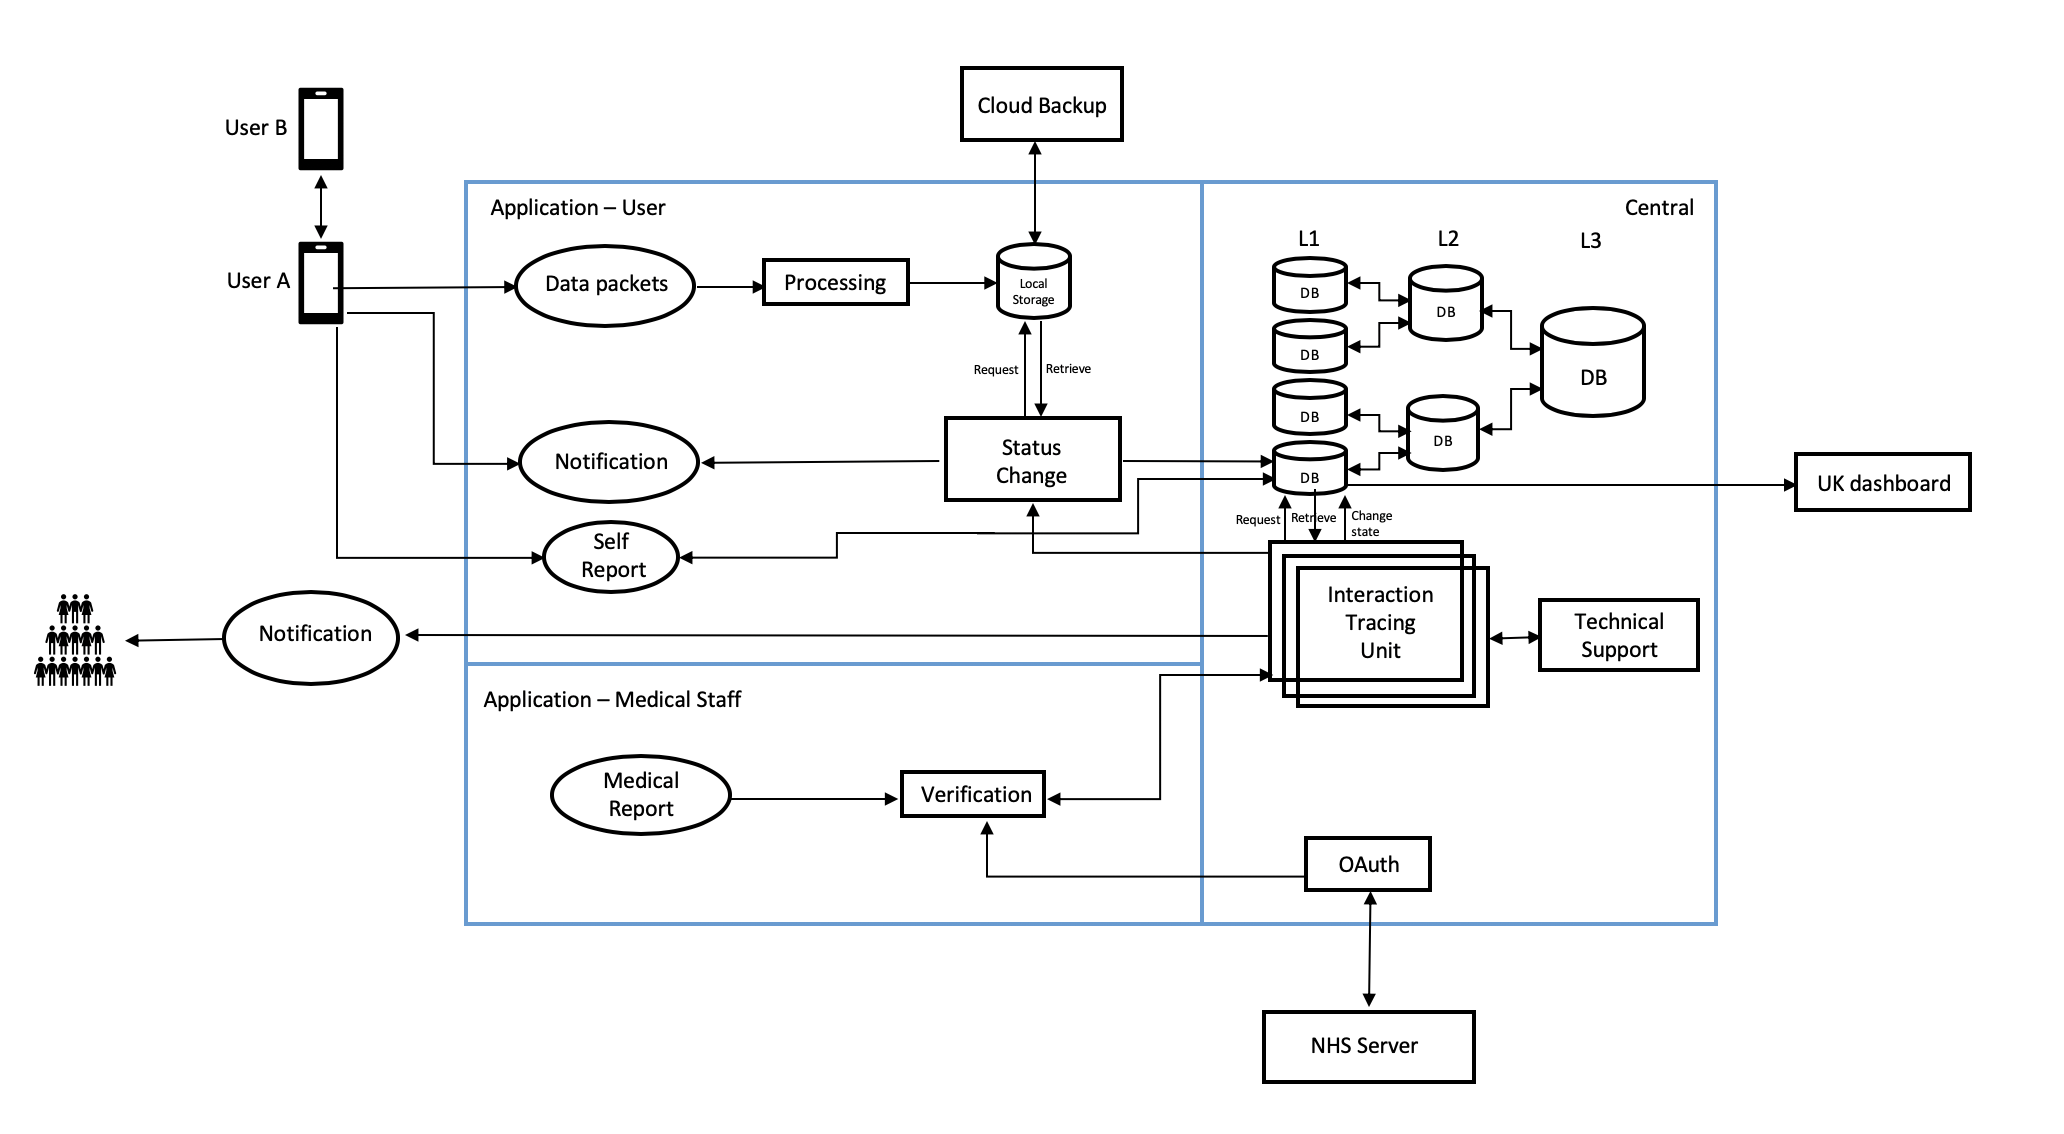 Cloud Backup
User B
Application – User
Central
L1
L2
L3
User A
Data packets
Processing
Local
Storage
DB
DB
DB
DB
DB
DB
DB
Request
Retrieve
Notification
Status
Change
UK dashboard
Request
Retrieve
Change
state
Self
Report
Interaction
Tracing
Unit
Technical
Support
Notification
Application – Medical Staff
Medical
Report
Verification
OAuth
NHS Server